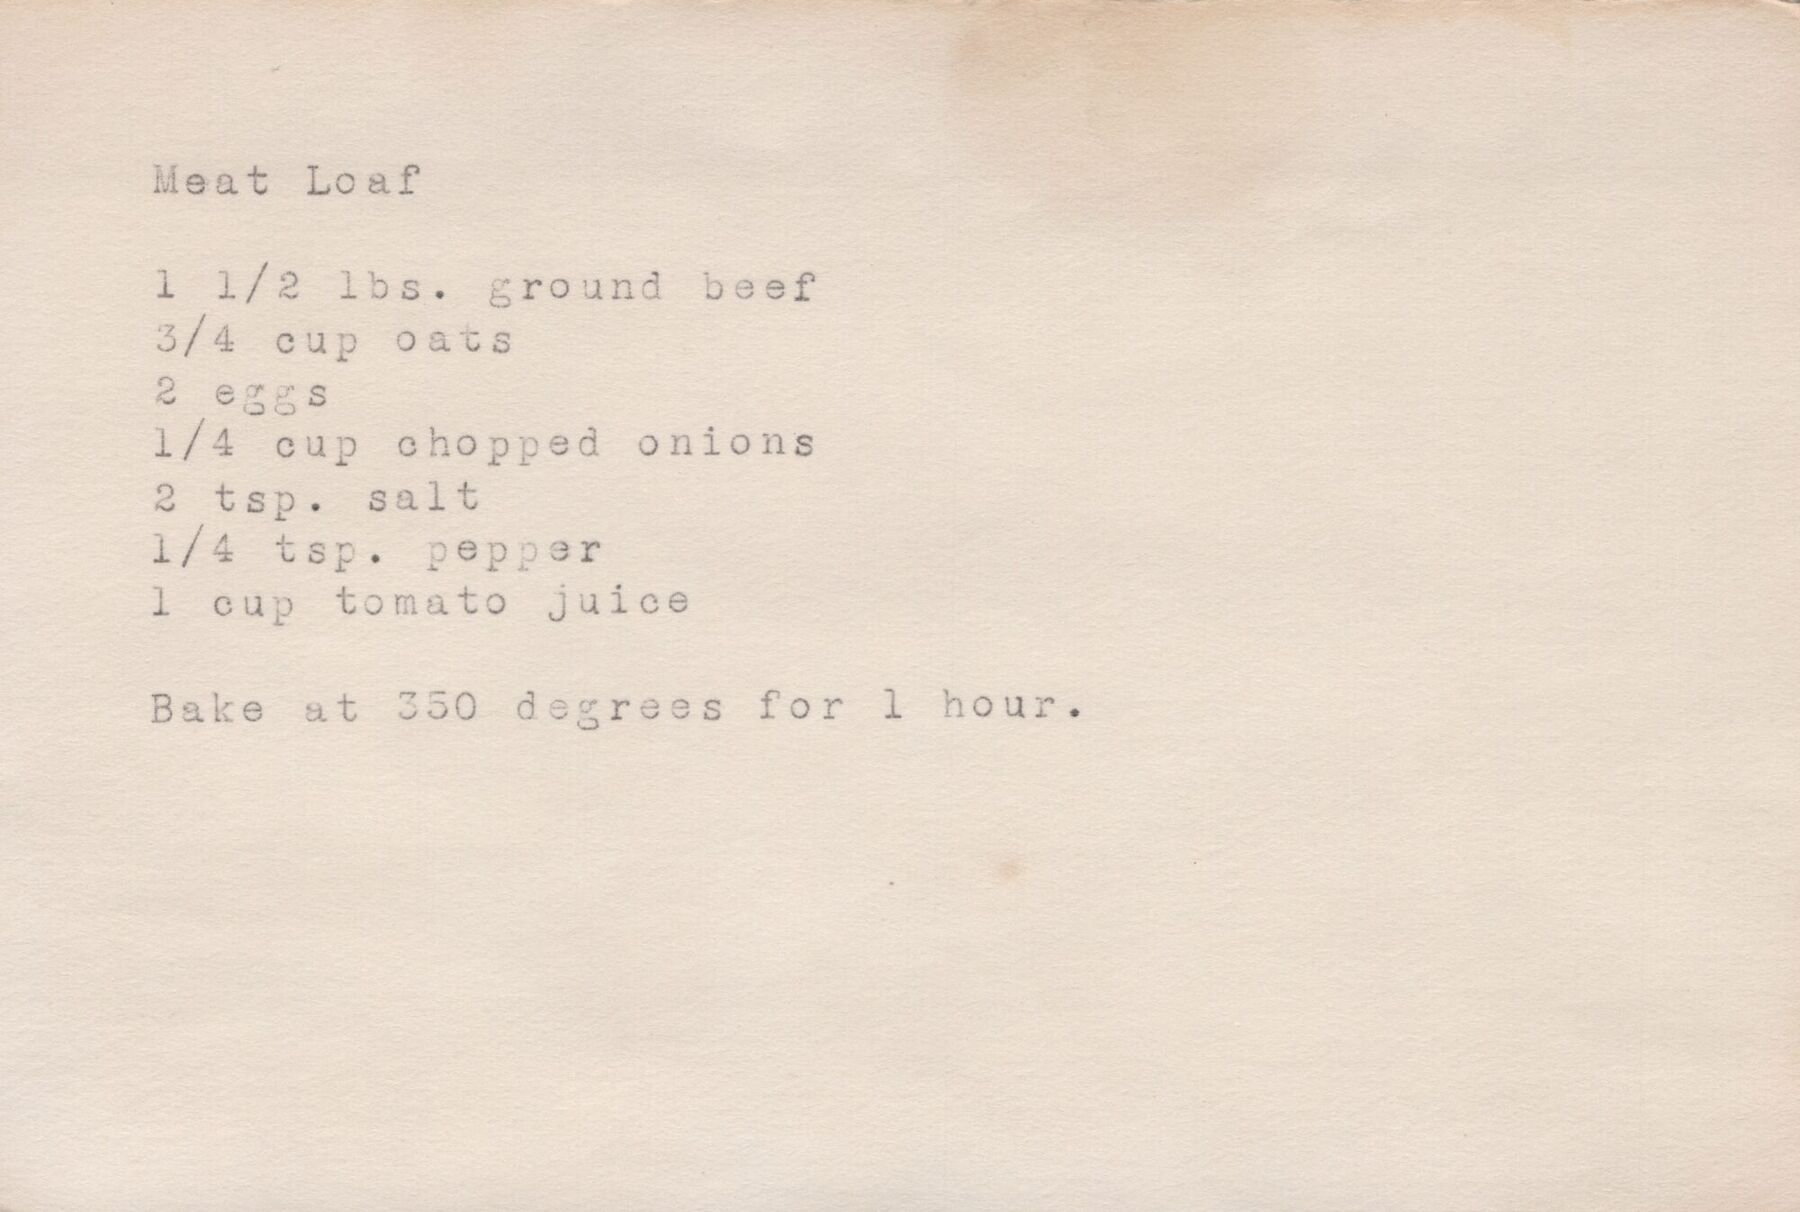 Meat Loaf
1 1/2 lbs. ground beef
3/4 cup oats
2 eggs
1/4 cup chopped onions
2 tsp. salt
1/4 tsp. pepper
1 cup tomato juice
Bake at 350 degrees for 1 hour.